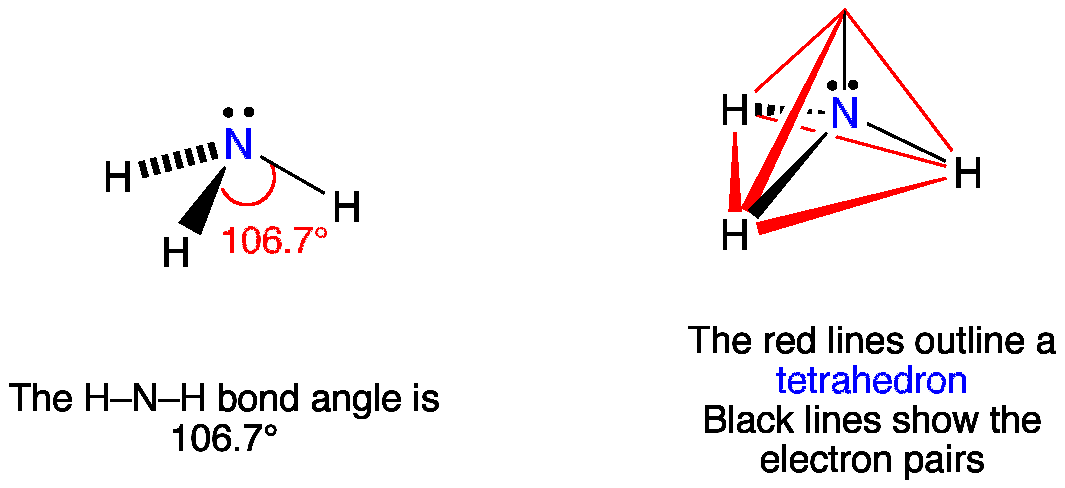 N
H
H
H
106.7°
The H–N–H bond angle is
106.7°
H
N
H
H
The red lines outline a
tetrahedron
Black lines show the
electron pairs